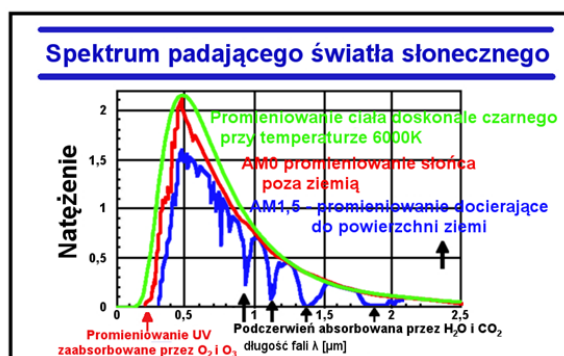 Spektrum padającego światła słonecznego
Natężenie
2
1,5
1
0,5
0
Promieniowanie ciała doskonale czarnego
przy temperaturze 6000K
AM0 promieniowanie słońca
poza ziemią
AM1,5 - promieniowanie docierające
do powierzchni ziemi
0 0,5 1 1,5 2 2,5
Promieniowanie UV
zaabsorbowane przez O₂ i O₃
Podczerwień absorbowana przez H₂O i CO₂
długość fali λ [μm]